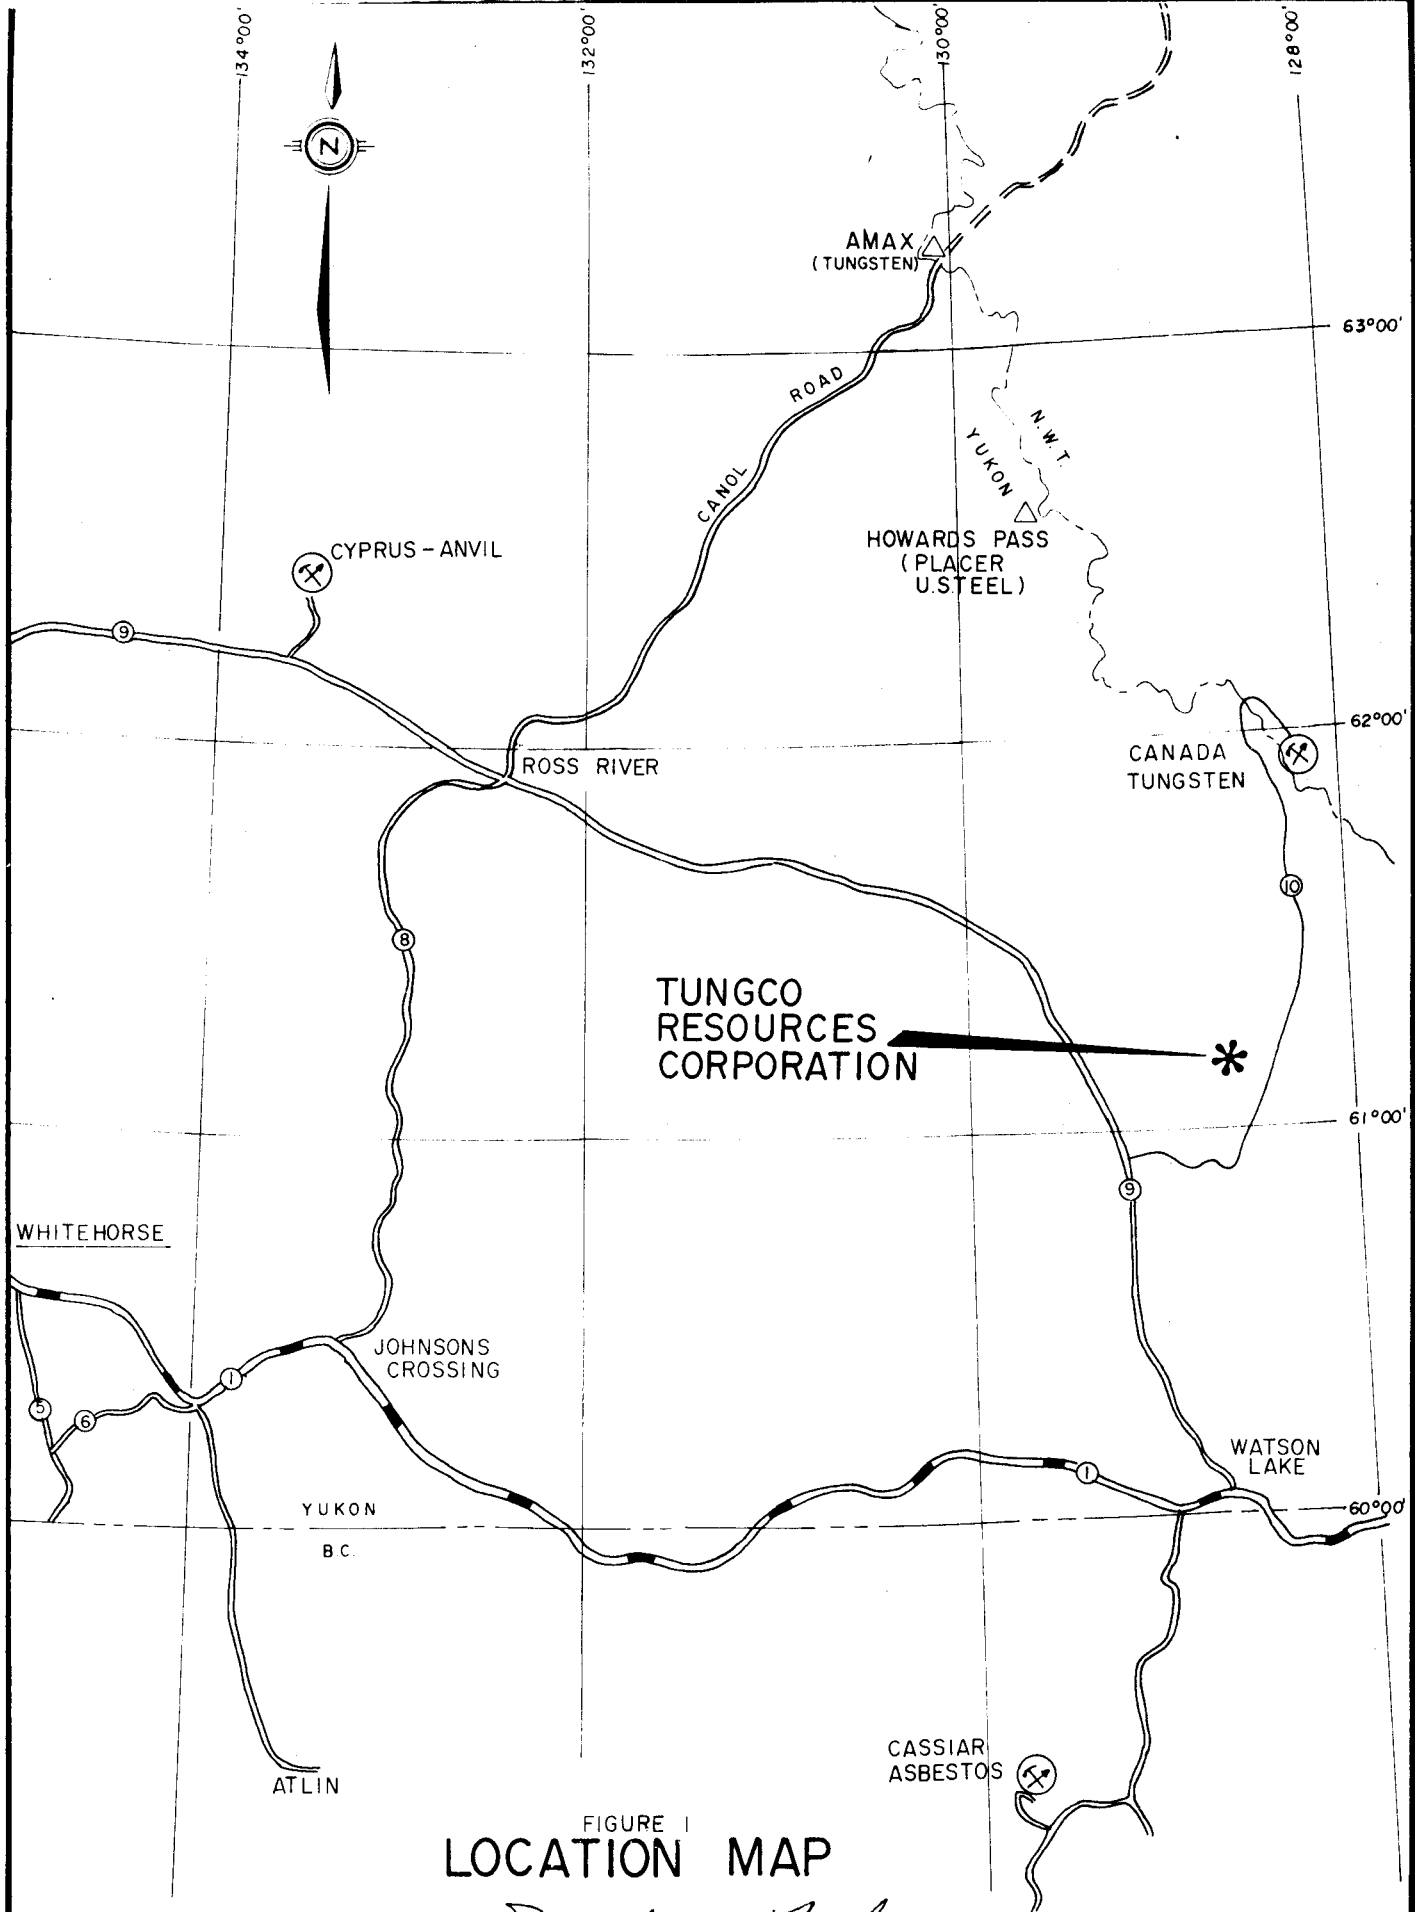 134°00'
132°00'
130°00'
128°00'
N
AMAX
(TUNGSTEN)
63°00'
CANOL ROAD
N.W.T.
YUKON
HOWARDS PASS
(PLACER
U.S.TEEL)
CYPRUS-ANVIL
9
62°00'
ROSS RIVER
CANADA
TUNGSTEN
10
8
TUNGCO
RESOURCES
CORPORATION
61°00'
9
WHITEHORSE
JOHNSONS
CROSSING
1
5
6
WATSON
LAKE
1
YUKON
60°00'
B.C.
CASSIAR
ASBESTOS
ATLIN
FIGURE 1
LOCATION MAP